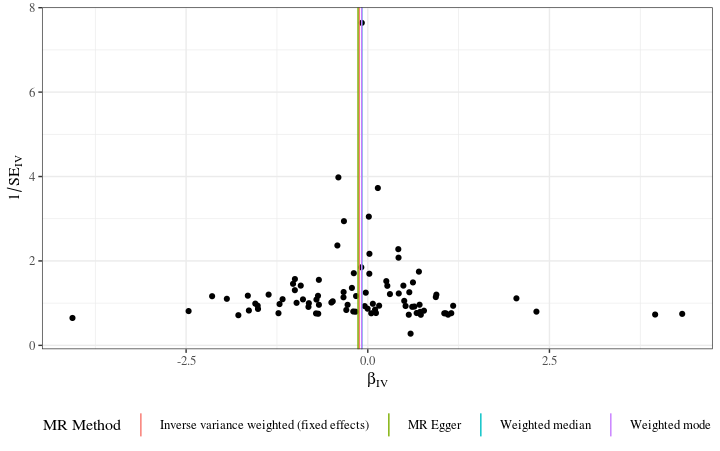 8
6
4
2
0
1/SE_IV
-2.5
0.0
2.5
β_IV
MR Method
Inverse variance weighted (fixed effects)
MR Egger
Weighted median
Weighted mode